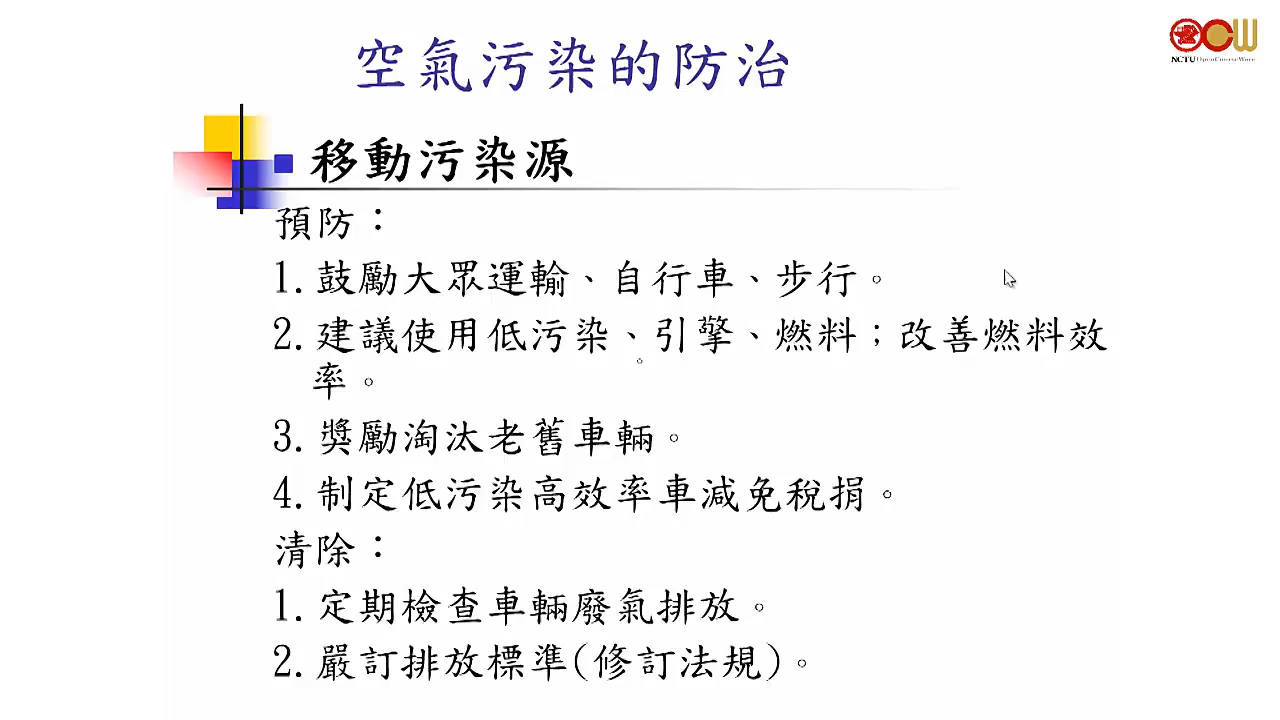 空氣污染的防治
OCW
NCTU OpenCourseWare
移動污染源
預防：
1.鼓勵大眾運輸、自行車、步行。
2.建議使用低污染、引擎、燃料；改善燃料效
率。
3.獎勵淘汰老舊車輛。
4.制定低污染高效率車減免稅捐。
清除：
1.定期檢查車輛廢氣排放。
2.嚴訂排放標準(修訂法規)。